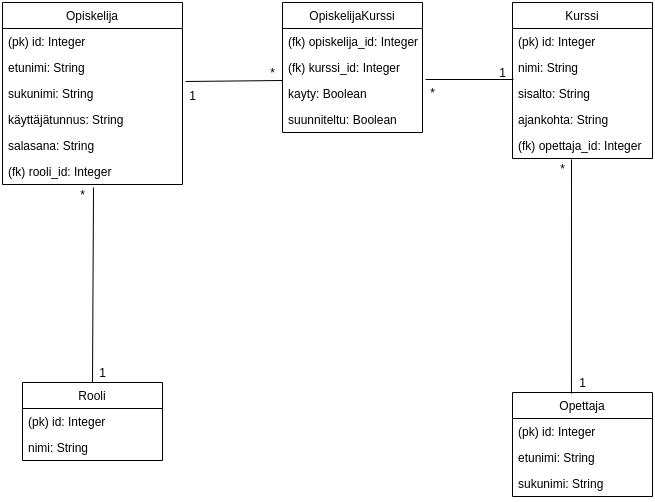 Opiskelija
(pk) id: Integer
etunimi: String
sukunimi: String
käyttäjätunnus: String
salasana: String
(fk) rooli_id: Integer
OpiskelijaKurssi
(fk) opiskelija_id: Integer
(fk) kurssi_id: Integer
kayty: Boolean
suunniteltu: Boolean
Kurssi
(pk) id: Integer
nimi: String
sisalto: String
ajankohta: String
(fk) opettaja_id: Integer
1
*
*
1
*
1
*
1
Rooli
(pk) id: Integer
nimi: String
Opettaja
(pk) id: Integer
etunimi: String
sukunimi: String